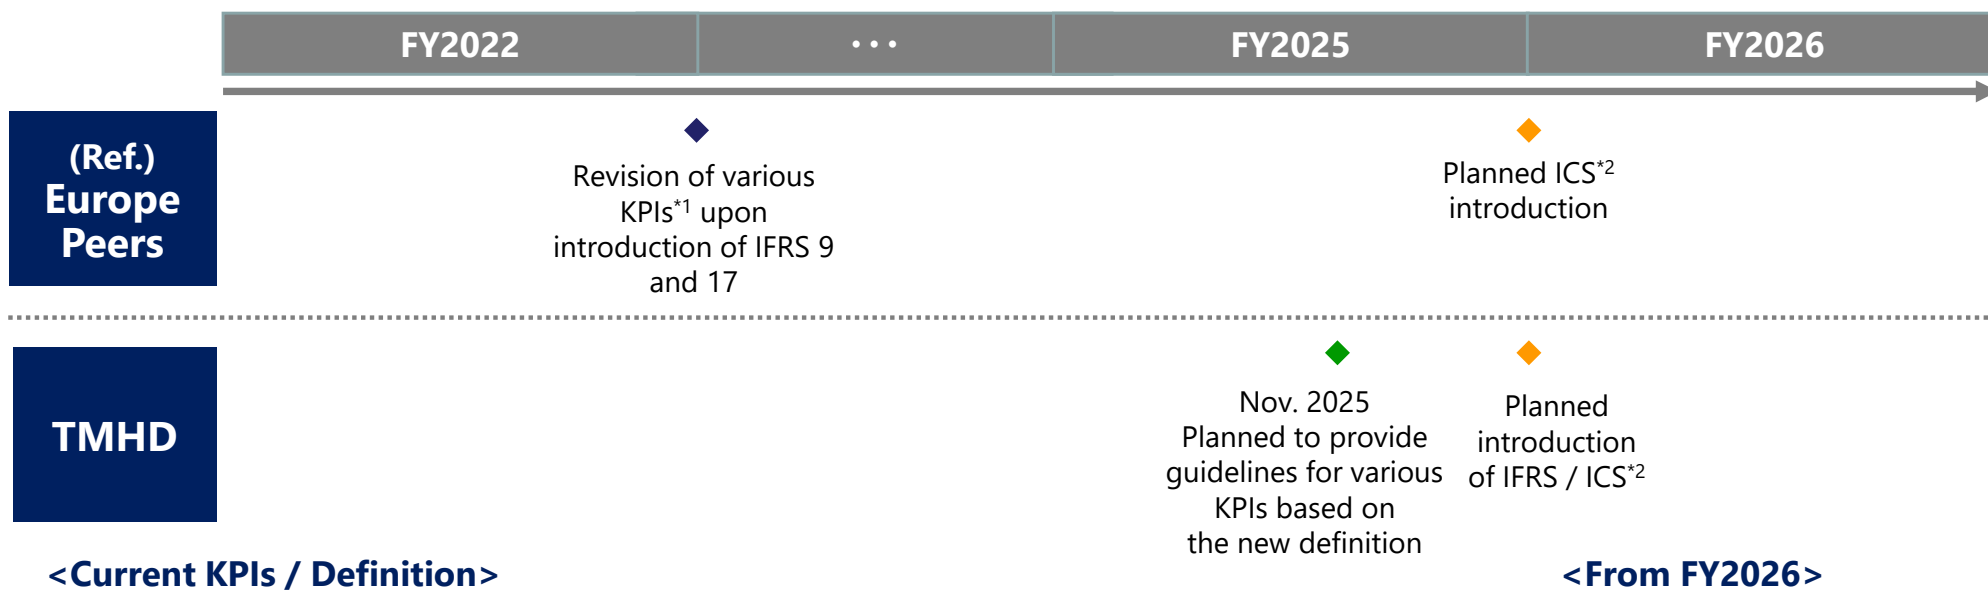 FY2022
・・・
FY2025
FY2026
(Ref.)
Europe
Peers
Revision of various
KPIs*1 upon
introduction of IFRS 9
and 17
Planned ICS*2
introduction
TMHD
Nov. 2025
Planned to provide
guidelines for various
KPIs based on
the new definition
Planned
introduction
of IFRS / ICS*2
<Current KPIs / Definition>
<From FY2026>